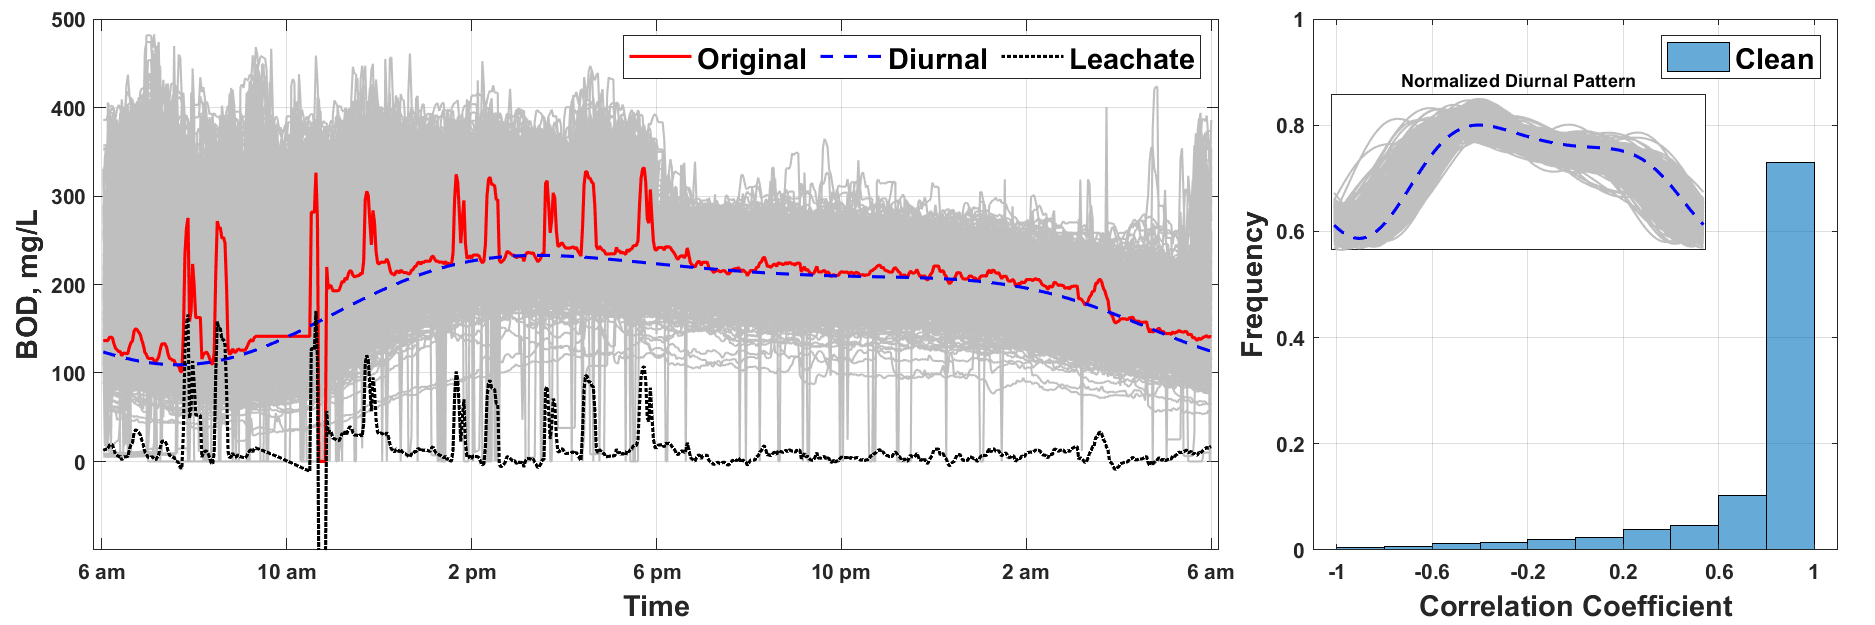 500
400
300
200
100
0
BOD, mg/L
Original Diurnal Leachate
6 am 10 am 2 pm 6 pm 10 pm 2 am 6 am
Time
1
0.8
0.6
0.4
0.2
0
Frequency
Clean
Normalized Diurnal Pattern
-1 -0.6 -0.2 0.2 0.6 1
Correlation Coefficient